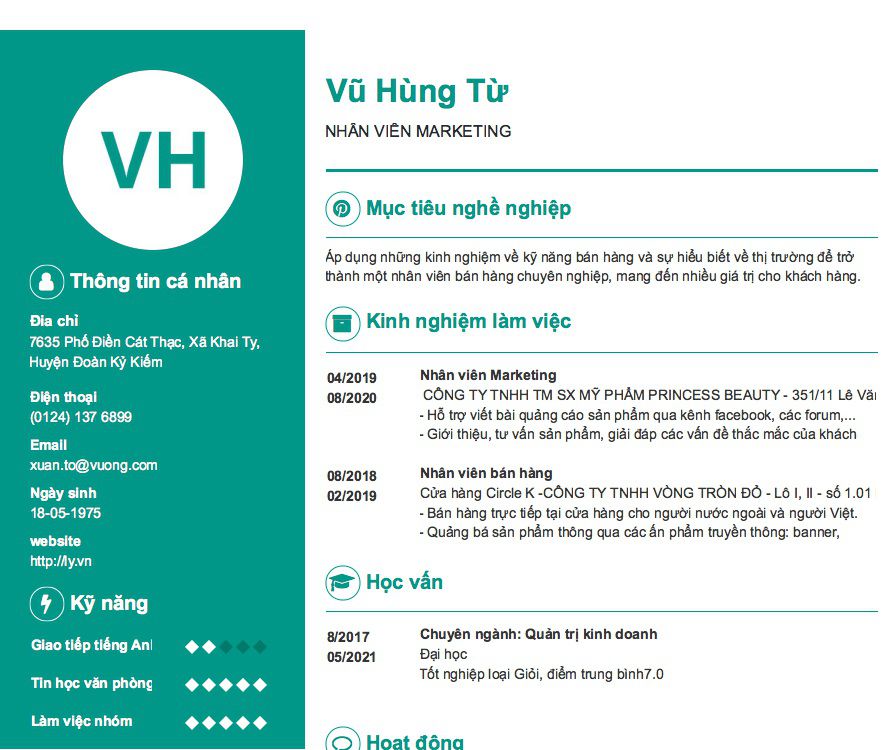 VH
Thông tin cá nhân
Địa chỉ
7635 Phố Điền Cát Thạc, Xã Khai Ty,
Huyện Đoàn Kỷ Kiếm
Điện thoại
(0124) 137 6899
Email
xuan.to@vuong.com
Ngày sinh
18-05-1975
website
http://ly.vn
Kỹ năng
Giao tiếp tiếng
Tin học văn phòng
Làm việc nhóm
Vũ Hùng Từ
NHÂN VIÊN MARKETING
Mục tiêu nghề nghiệp
Áp dụng những kinh nghiệm về kỹ năng bán hàng và sự hiểu biết về thị trường để trở
thành một nhân viên bán hàng chuyên nghiệp, mang đến nhiều giá trị cho khách hàng.
Kinh nghiệm làm việc
04/2019
08/2020
Nhân viên Marketing
CÔNG TY TNHH TM SX MỸ PHẨM PRINCESS BEAUTY - 351/11 Lê
- Hỗ trợ viết bài quảng cáo sản phẩm qua kênh facebook, các forum,...
- Giới thiệu, tư vấn sản phẩm, giải đáp các vấn đề thắc mắc của khách
08/2018
02/2019
Nhân viên bán hàng
Cửa hàng Circle K -CÔNG TY TNHH VÒNG TRÒN ĐỎ - Lô I, II - số 1.01
- Bán hàng trực tiếp tại cửa hàng cho người nước ngoài và người Việt.
- Quảng bá sản phẩm thông qua các ấn phẩm truyền thông: banner,
Học vấn
8/2017
05/2021
Chuyên ngành: Quản trị kinh doanh
Đại học
Tốt nghiệp loại Giỏi, điểm trung bình7.0
Hoạt động